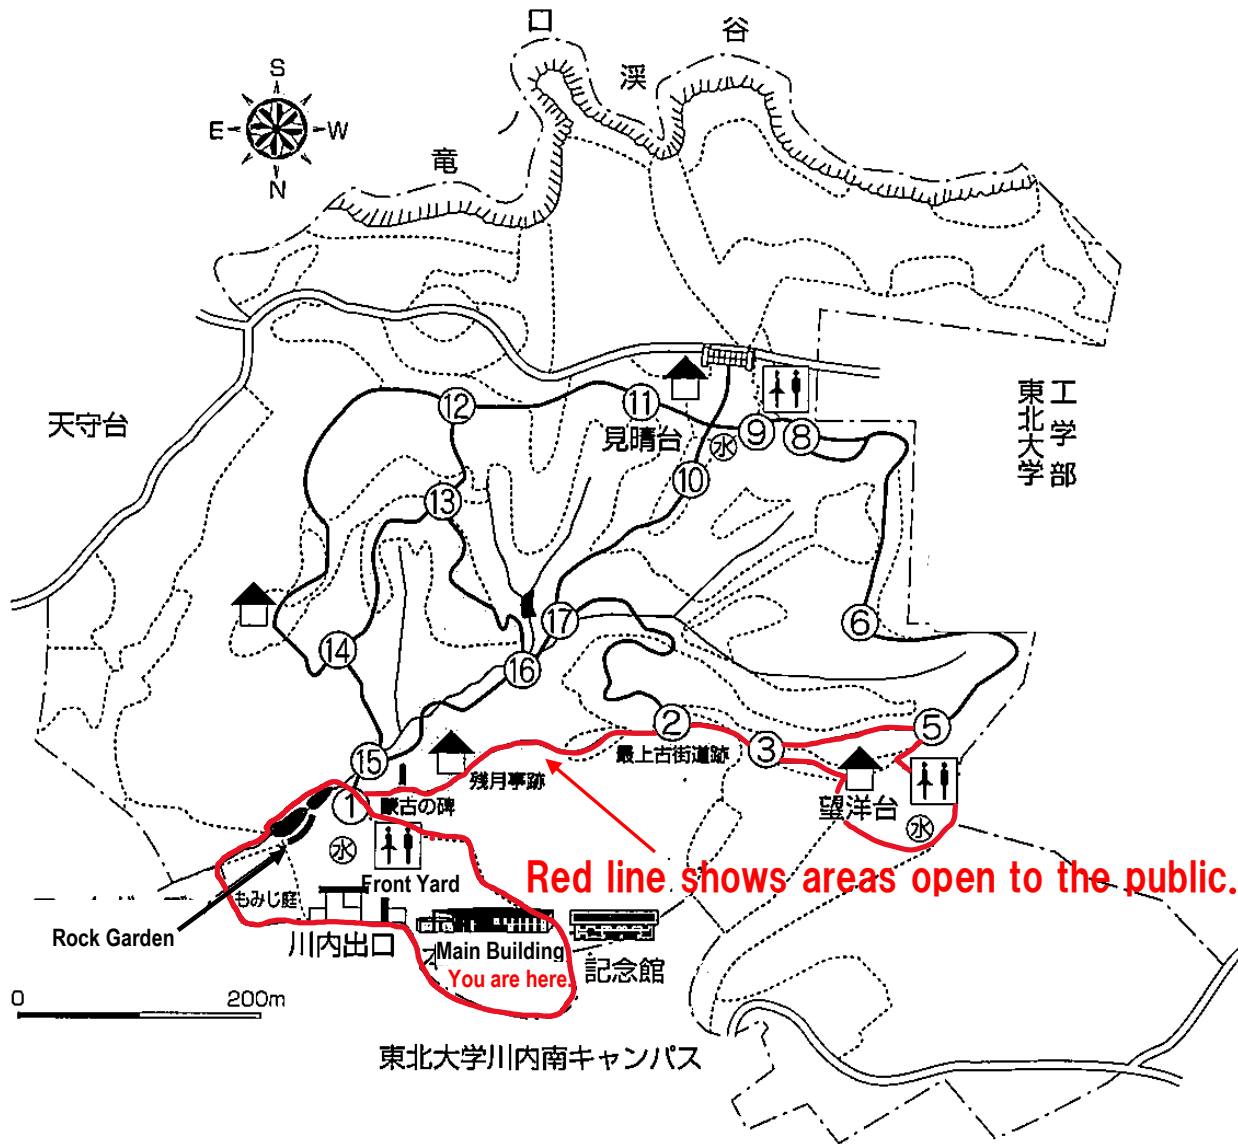 口
谷
渓
竜
S
E
W
N
天守台
工学部
東北大学
⑫
⑪
見晴台
水
⑨
⑧
⑩
⑬
⑰
⑥
⑭
⑯
②
⑤
③
最上古街道跡
⑮
残月亭跡
①
蒙古の碑
望洋台
水
水
Red line shows areas open to the public.
Front Yard
もみじ庭
Rock Garden
川内出口
Main Building
You are here.
記念館
0
200m
東北大学川内南キャンパス